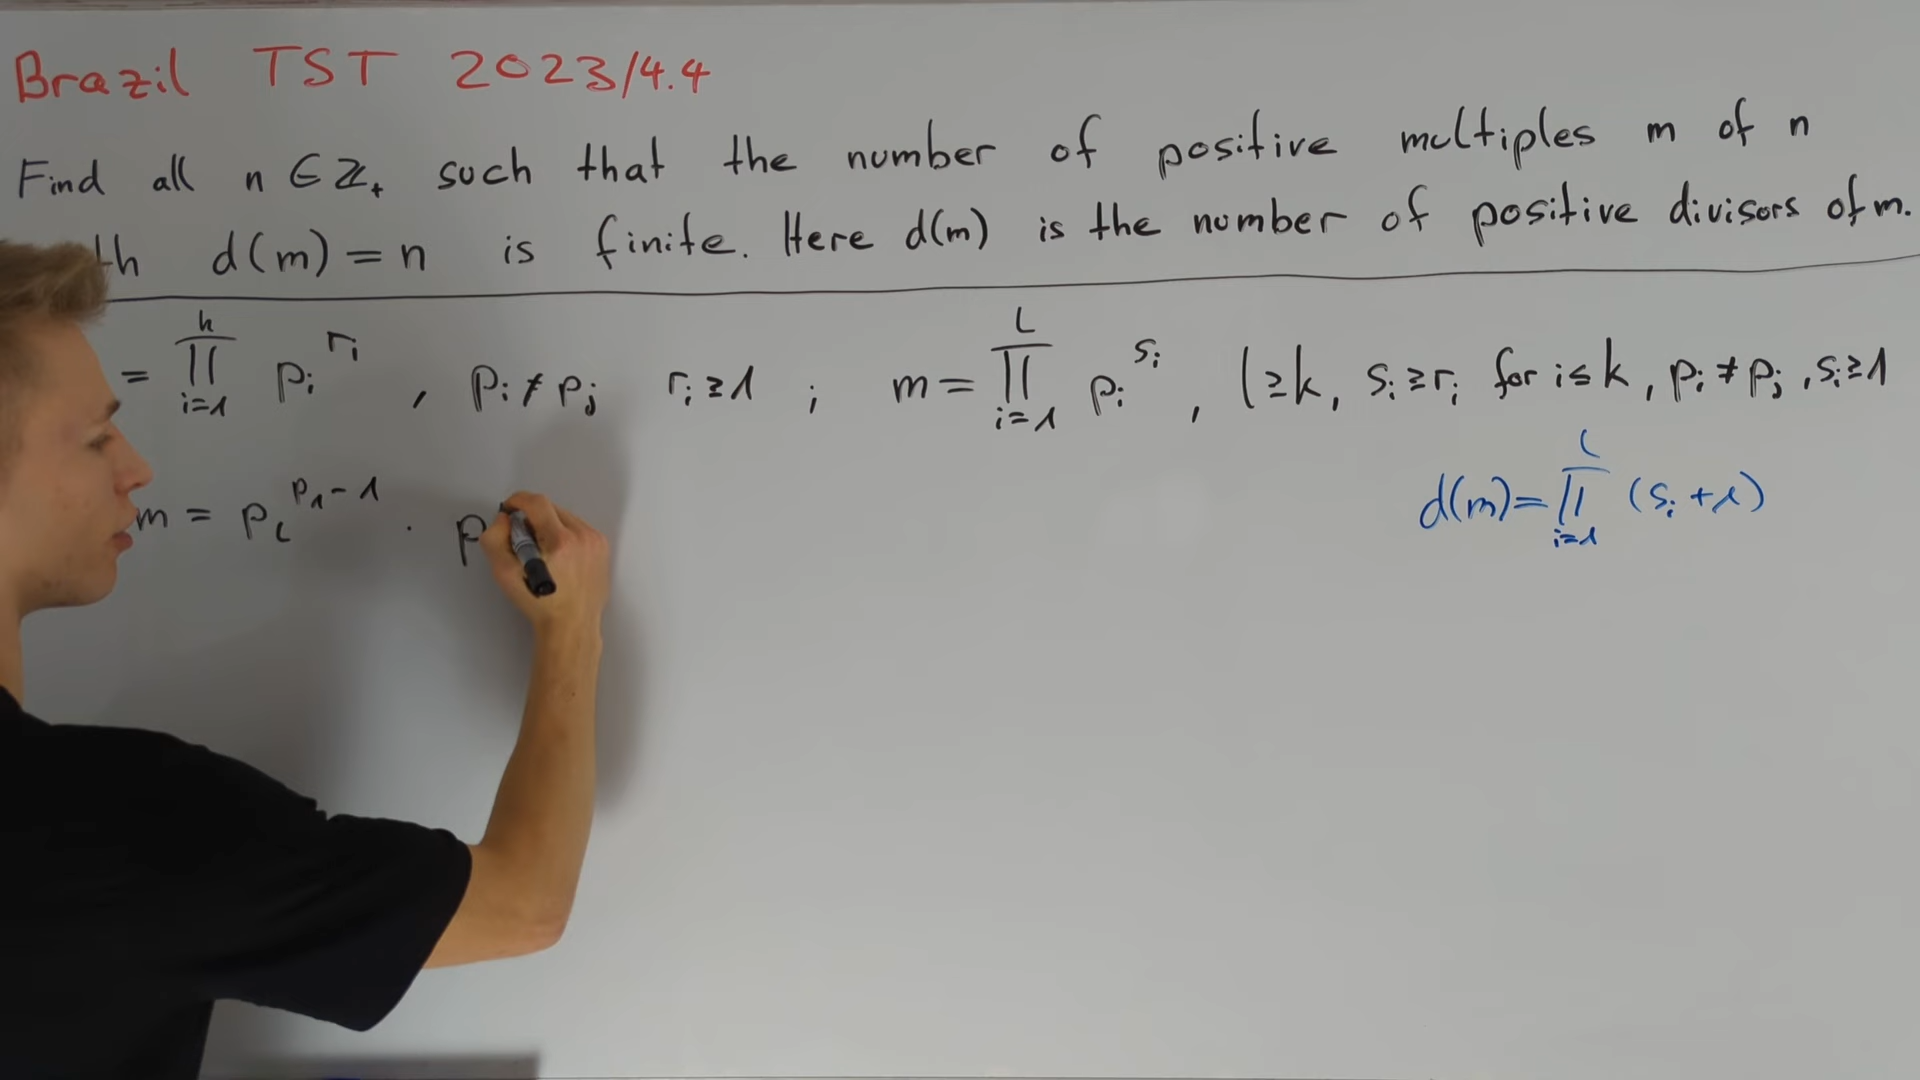 Brazil TST 2023/4.4
Find all n ∈ ℤ₊ such that the number of positive multiples m of n
th d(m) = n is finite. Here d(m) is the number of positive divisors of m.
= ∏_{i=1}^{k} p_i^{r_i} , p_i ≠ p_j r_i ≥ 1 ; m = ∏_{i=1}^{l} p_i^{s_i} , l ≥ k, s_i ≥ r_i for i ≤ k , p_i ≠ p_j , s_i ≥ 1
d(m) = ∏_{i=1}^{l} (s_i + 1)
m = p_l^{p_1 - 1} · p